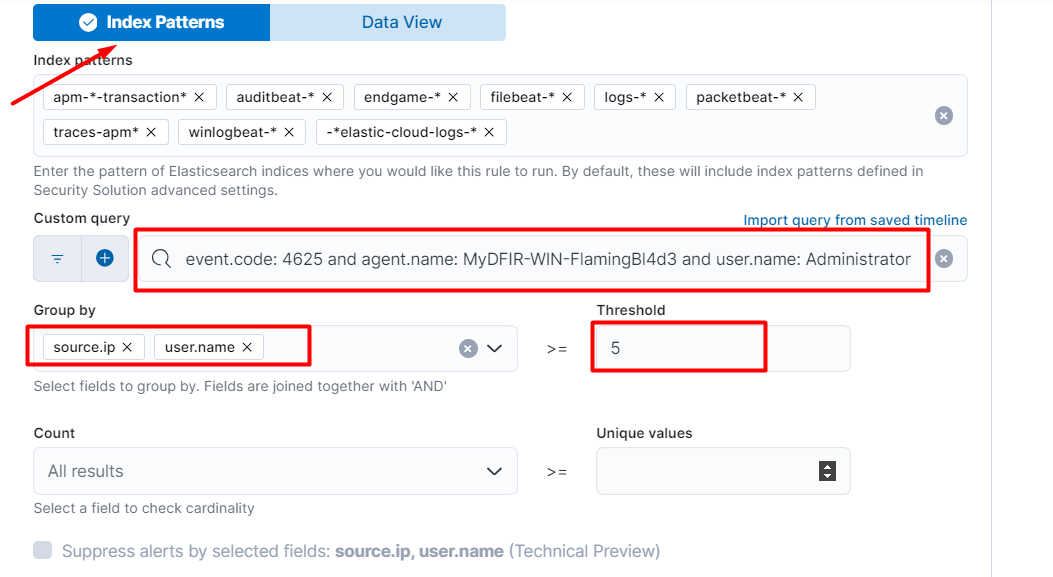 Index Patterns Data View
Index patterns
apm-*-transaction* × auditbeat-* × endgame-* × filebeat-* × logs-* × packetbeat-* ×
traces-apm* × winlogbeat-* × -*elastic-cloud-logs-* ×
Enter the pattern of Elasticsearch indices where you would like this rule to run. By default, these will include index patterns defined in
Security Solution advanced settings.
Custom query Import query from saved timeline
event.code: 4625 and agent.name: MyDFIR-WIN-FlamingBl4d3 and user.name: Administrator
Group by Threshold
source.ip × user.name × >= 5
Select fields to group by. Fields are joined together with 'AND'
Count Unique values
All results >=
Select a field to check cardinality
Suppress alerts by selected fields: source.ip, user.name (Technical Preview)